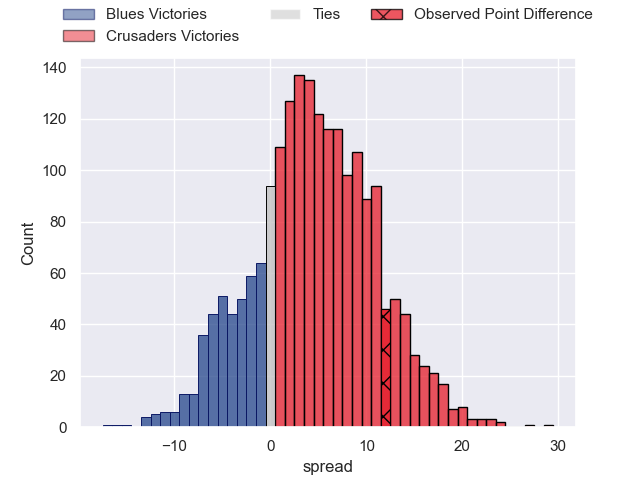 Blues Victories
Crusaders Victories
Ties
Observed Point Difference
140
120
100
80
60
40
20
0
Count
−10
0
10
20
30
spread